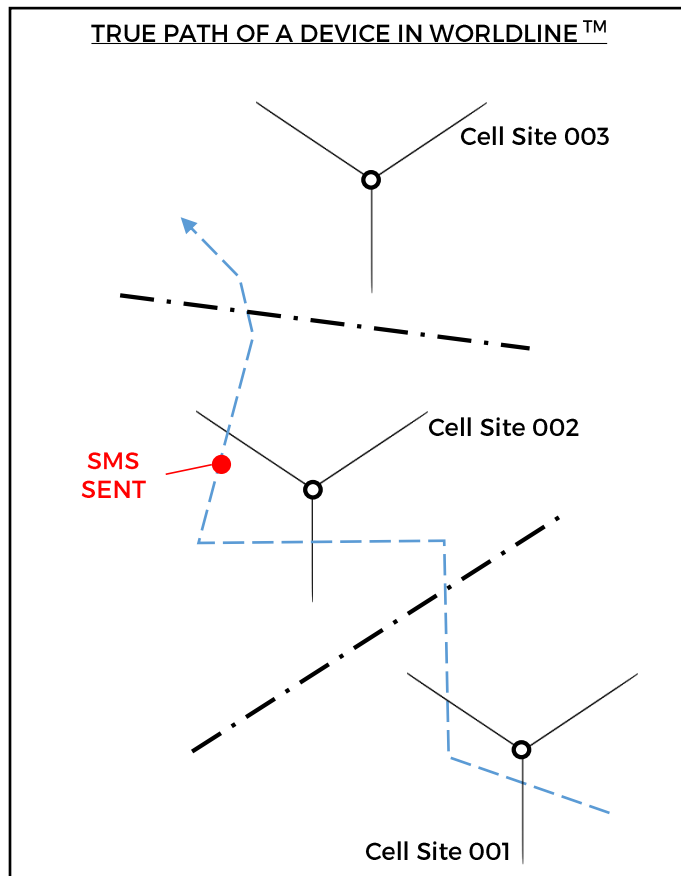 TRUE PATH OF A DEVICE IN WORLDLINE™
Cell Site 003
Cell Site 002
SMS
SENT
Cell Site 001